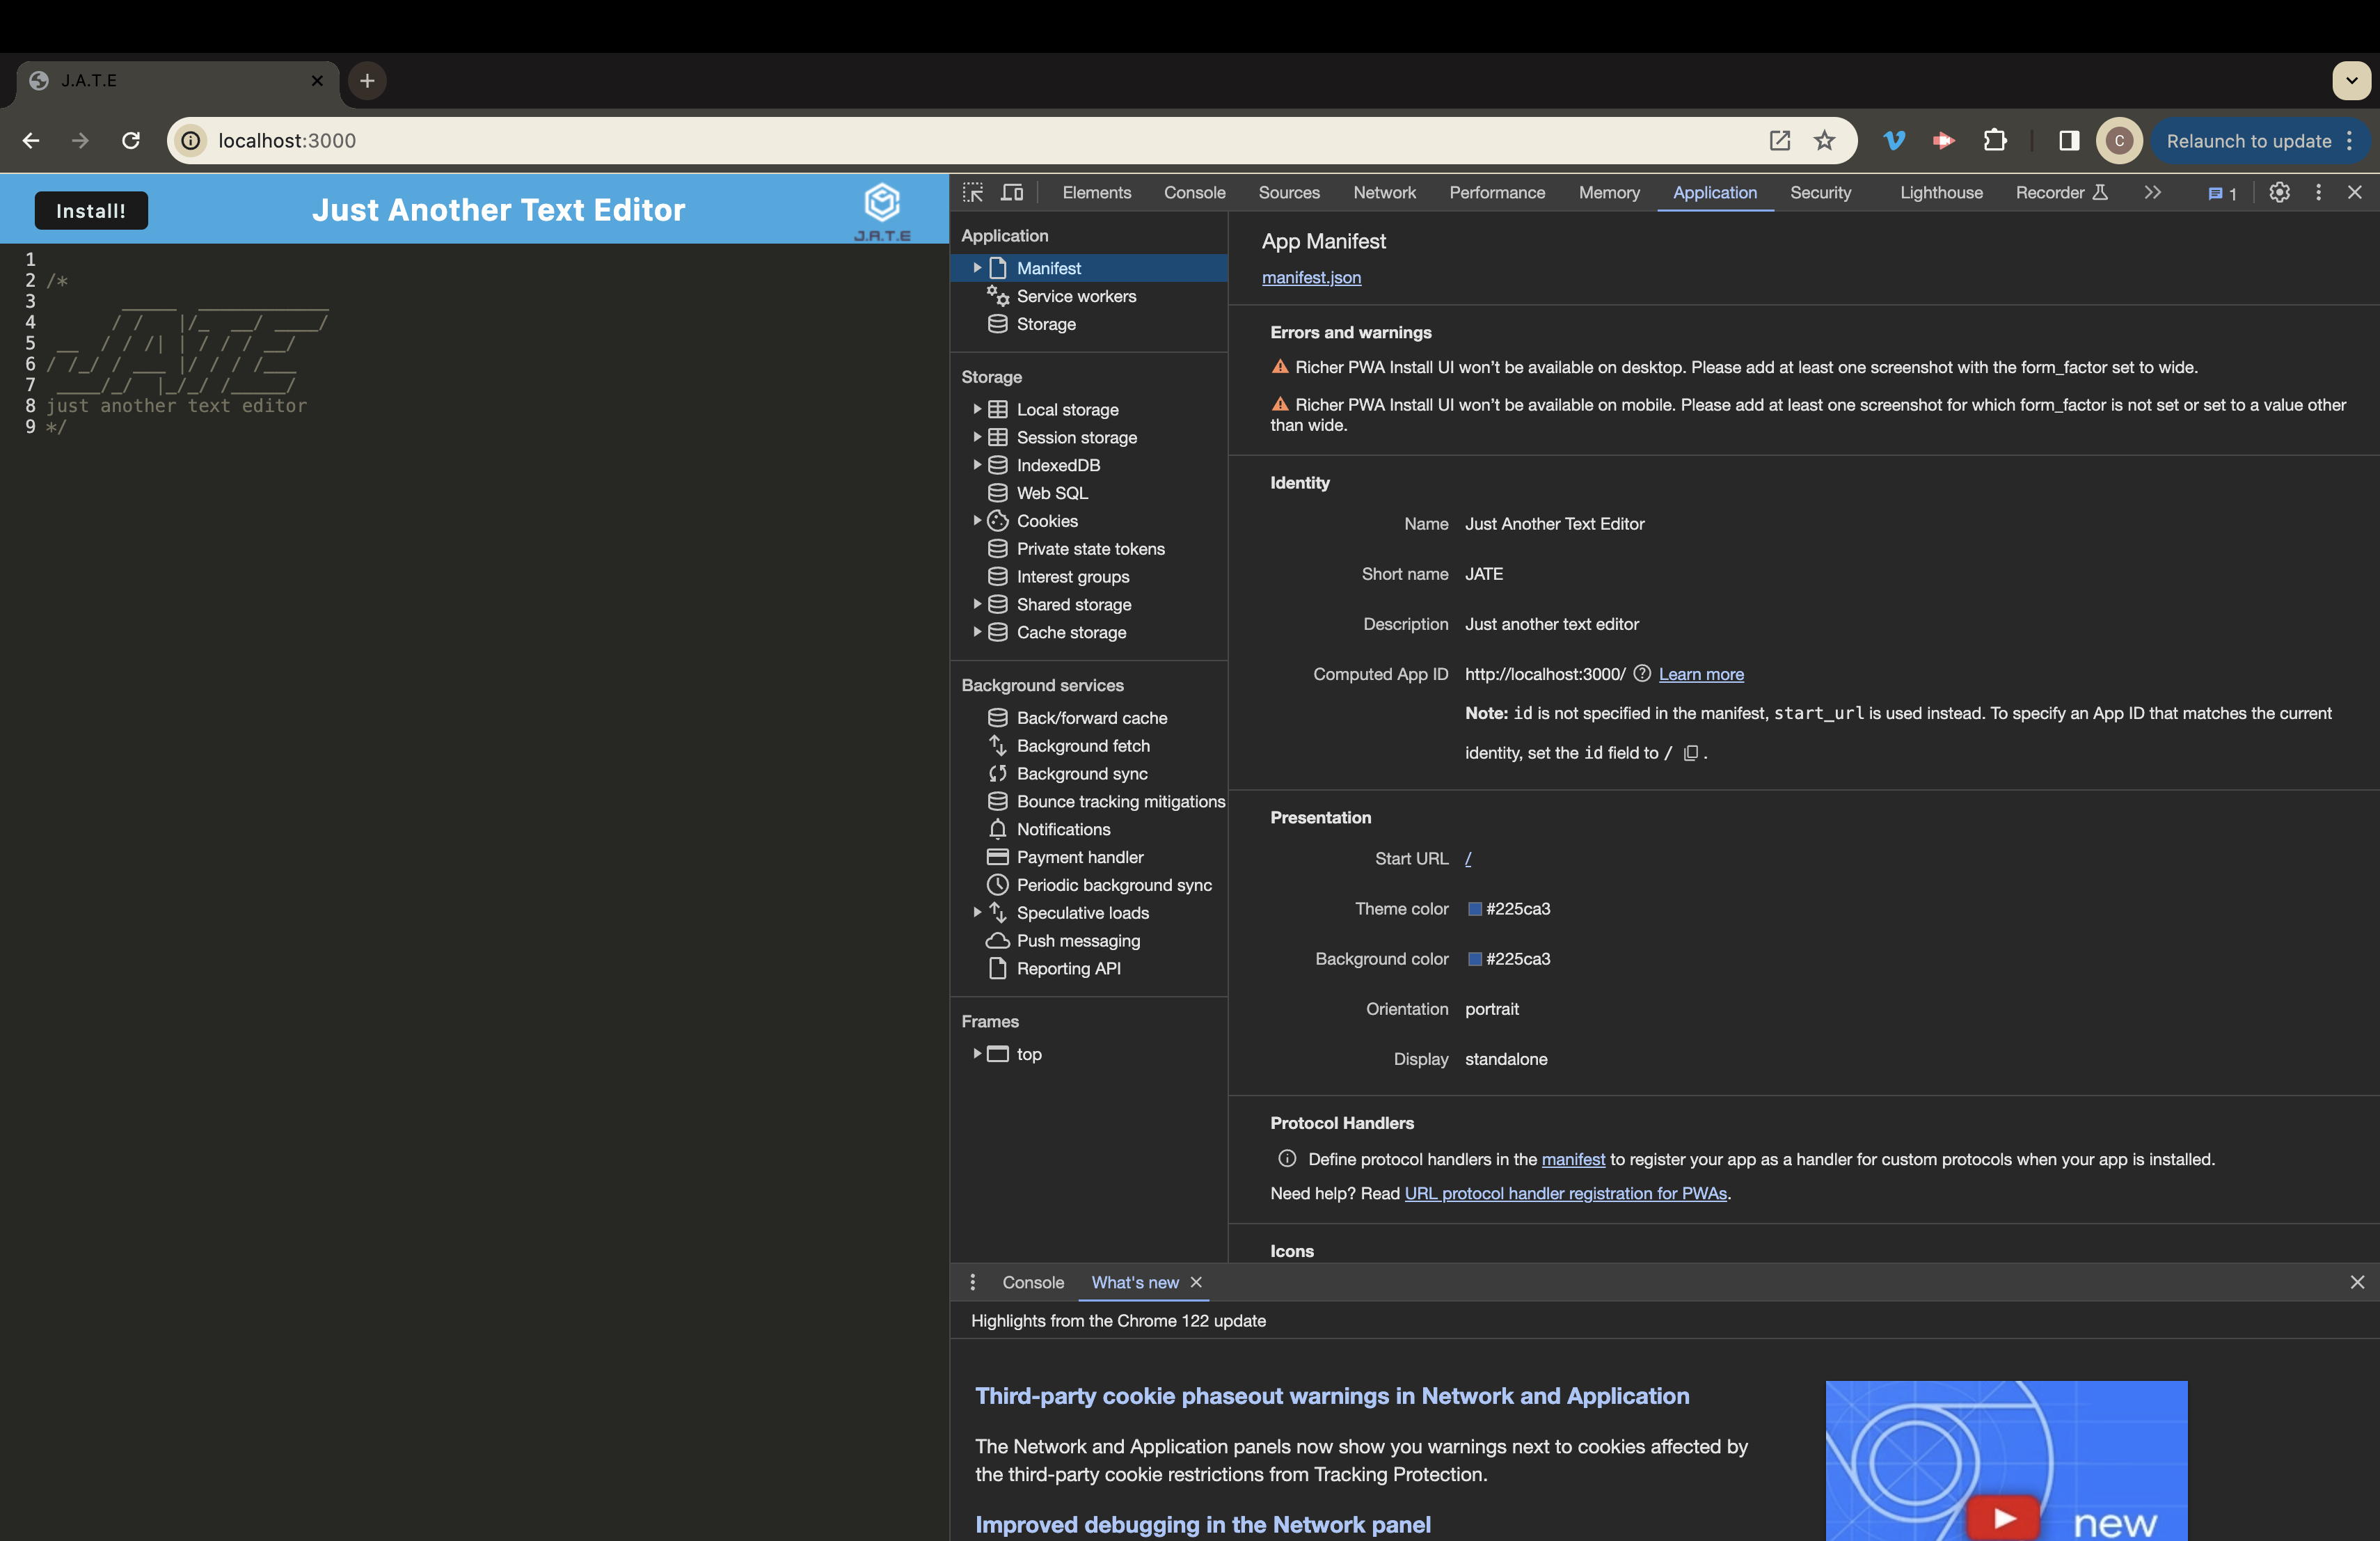 J.A.T.E
localhost:3000
Relaunch to update
C
Install!
Just Another Text Editor
J.A.T.E
1
2 /*
3        _____  ____________
4       / /   |/_  __/ ____/
5  __  / / /| | / / / __/
6 / /_/ / ___ |/ / / /___
7  ____/_/  |_/_/ /_____/
8 just another text editor
9 */
Elements Console Sources Network Performance Memory Application Security Lighthouse Recorder 1
Application
Manifest
Service workers
Storage
Storage
Local storage
Session storage
IndexedDB
Web SQL
Cookies
Private state tokens
Interest groups
Shared storage
Cache storage
Background services
Back/forward cache
Background fetch
Background sync
Bounce tracking mitigations
Notifications
Payment handler
Periodic background sync
Speculative loads
Push messaging
Reporting API
Frames
top
App Manifest
manifest.json
Errors and warnings
Richer PWA Install UI won’t be available on desktop. Please add at least one screenshot with the form_factor set to wide.
Richer PWA Install UI won’t be available on mobile. Please add at least one screenshot for which form_factor is not set or set to a value other
than wide.
Identity
Name Just Another Text Editor
Short name JATE
Description Just another text editor
Computed App ID http://localhost:3000/ Learn more
Note: id is not specified in the manifest, start_url is used instead. To specify an App ID that matches the current
identity, set the id field to / .
Presentation
Start URL /
Theme color #225ca3
Background color #225ca3
Orientation portrait
Display standalone
Protocol Handlers
Define protocol handlers in the manifest to register your app as a handler for custom protocols when your app is installed.
Need help? Read URL protocol handler registration for PWAs.
Icons
Console What's new
Highlights from the Chrome 122 update
Third-party cookie phaseout warnings in Network and Application
The Network and Application panels now show you warnings next to cookies affected by
the third-party cookie restrictions from Tracking Protection.
Improved debugging in the Network panel
new